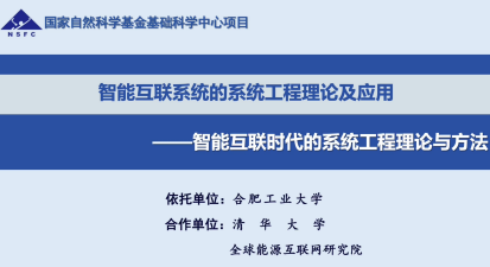 国家自然科学基金基础科学中心项目
NSFC
智能互联系统的系统工程理论及应用
——智能互联时代的系统工程理论与方法
依托单位：合肥工业大学
合作单位：清 华 大 学
全球能源互联网研究院